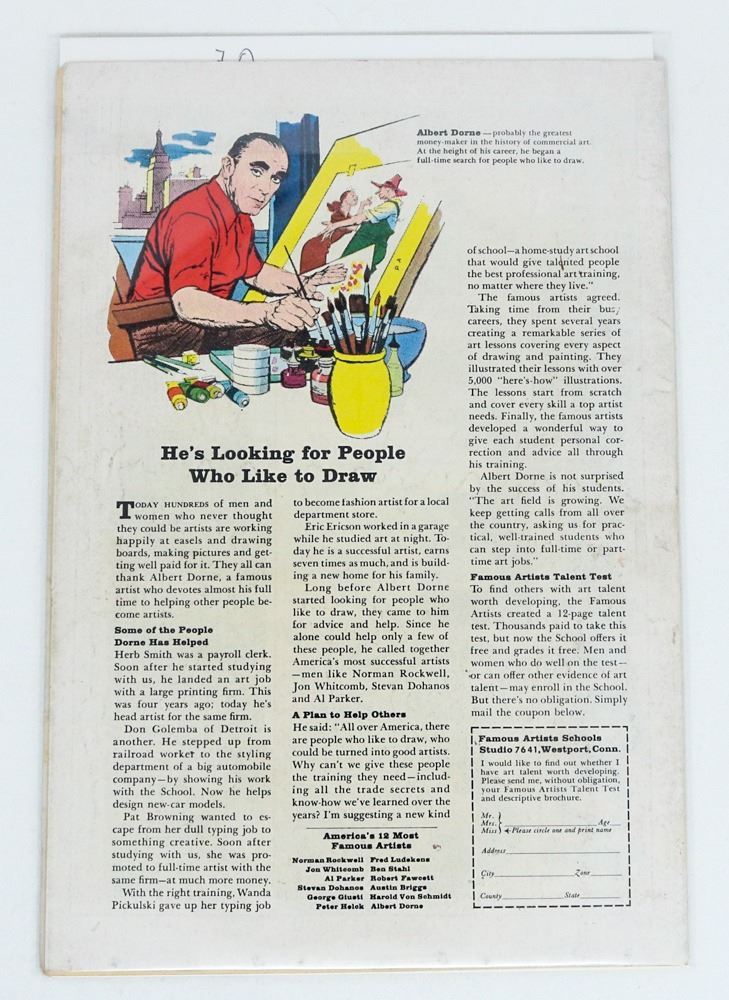 Albert Dorne—probably the greatest
money-maker in the history of commercial art.
At the height of his career, he began a
full-time search for people who like to draw.
He's Looking for People
Who Like to Draw
TODAY HUNDREDS of men and
women who never thought
they could be artists are working
happily at easels and drawing
boards, making pictures and get-
ting well paid for it. They all can
thank Albert Dorne, a famous
artist who devotes almost his full
time to helping other people be-
come artists.
Some of the People
Dorne Has Helped
Herb Smith was a payroll clerk.
Soon after he started studying
with us, he landed an art job
with a large printing firm. This
was four years ago; today he's
head artist for the same firm.
Don Golemba of Detroit is
another. He stepped up from
railroad worker to the styling
department of a big automobile
company—by showing his work
with the School. Now he helps
design new-car models.
Pat Browning wanted to es-
cape from her dull typing job to
something creative. Soon after
studying with us, she was pro-
moted to full-time artist with the
same firm—at much more money.
With the right training, Wanda
Pickulski gave up her typing job
to become fashion artist for a local
department store.
Eric Ericson worked in a garage
while he studied art at night. To-
day he is a successful artist, earns
seven times as much, and is build-
ing a new home for his family.
Long before Albert Dorne
started looking for people who
like to draw, they came to him
for advice and help. Since he
alone could help only a few of
these people, he called together
America's most successful artists
—men like Norman Rockwell,
Jon Whitcomb, Stevan Dohanos
and Al Parker.
A Plan to Help Others
He said: "All over America, there
are people who like to draw, who
could be turned into good artists.
Why can't we give these people
the training they need—includ-
ing all the trade secrets and
know-how we've learned over the
years? I'm suggesting a new kind
America's 12 Most
Famous Artists
Norman Rockwell Fred Ludekens
Jon Whitcomb Ben Stahl
Al Parker Robert Fawcett
Stevan Dohanos Austin Briggs
George Giusti Harold Von Schmidt
Peter Helck Albert Dorne
of school—a home-study art school
that would give talented people
the best professional art training,
no matter where they live."
The famous artists agreed.
Taking time from their busy
careers, they spent several years
creating a remarkable series of
art lessons covering every aspect
of drawing and painting. They
illustrated their lessons with over
5,000 "here's-how" illustrations.
The lessons start from scratch
and cover every skill a top artist
needs. Finally, the famous artists
developed a wonderful way to
give each student personal cor-
rection and advice all through
his training.
Albert Dorne is not surprised
by the success of his students.
"The art field is growing. We
keep getting calls from all over
the country, asking us for prac-
tical, well-trained students who
can step into full-time or part-
time art jobs."
Famous Artists Talent Test
To find others with art talent
worth developing, the Famous
Artists created a 12-page talent
test. Thousands paid to take this
test, but now the School offers it
free and grades it free. Men and
women who do well on the test—
or can offer other evidence of art
talent—may enroll in the School.
But there's no obligation. Simply
mail the coupon below.
Famous Artists Schools
Studio 7641, Westport, Conn.
I would like to find out whether I
have art talent worth developing.
Please send me, without obligation,
your Famous Artists Talent Test
and descriptive brochure.
Mr.
Mrs. Age
Miss Please circle one and print name
Address
City Zone
County State